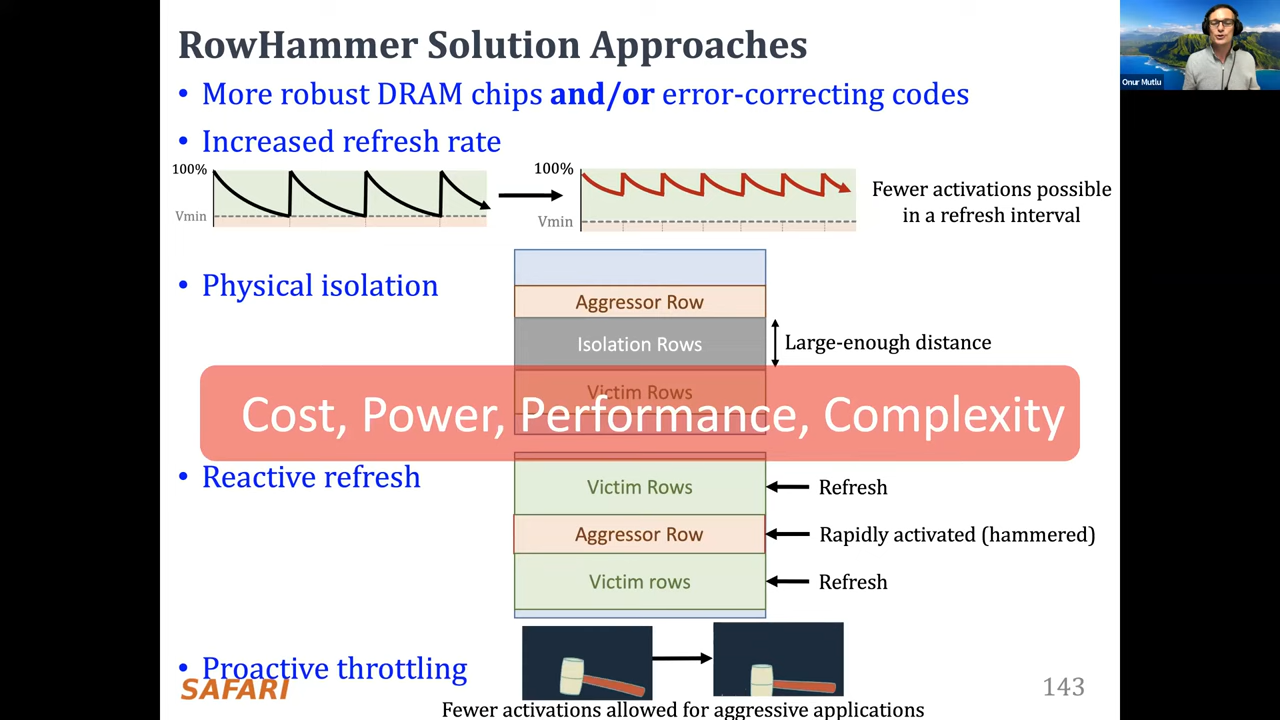 RowHammer Solution Approaches
Onur Mutlu
• More robust DRAM chips and/or error-correcting codes
• Increased refresh rate
100%
Vmin
100%
Vmin
Fewer activations possible
in a refresh interval
• Physical isolation
Aggressor Row
Isolation Rows
Large-enough distance
Victim Rows
Cost, Power, Performance, Complexity
• Reactive refresh
Victim Rows
Refresh
Aggressor Row
Rapidly activated (hammered)
Victim rows
Refresh
• Proactive throttling
SAFARI
143
Fewer activations allowed for aggressive applications